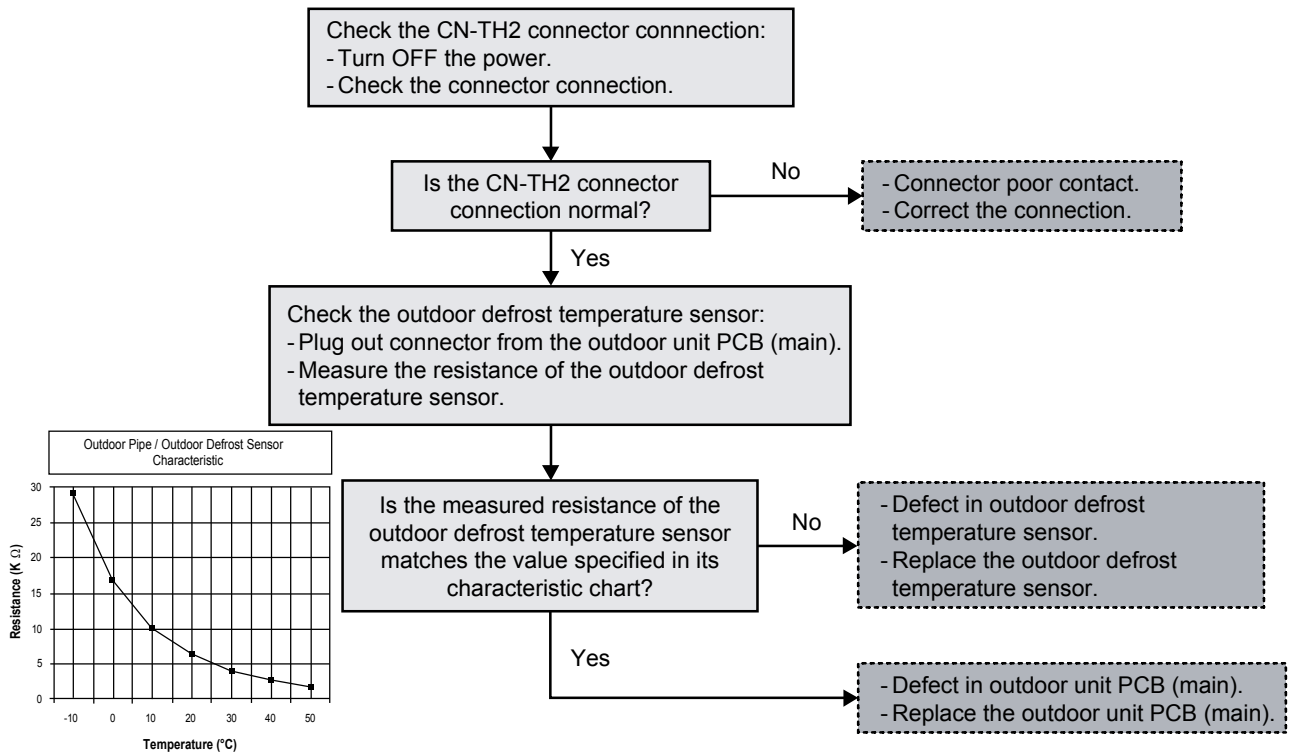 Check the CN-TH2 connector connnection:
- Turn OFF the power.
- Check the connector connection.
Is the CN-TH2 connector
connection normal?
No
- Connector poor contact.
- Correct the connection.
Yes
Check the outdoor defrost temperature sensor:
- Plug out connector from the outdoor unit PCB (main).
- Measure the resistance of the outdoor defrost
temperature sensor.
Outdoor Pipe / Outdoor Defrost Sensor
Characteristic
30
25
20
15
10
5
0
Resistance (K Ω)
-10 0 10 20 30 40 50
Temperature (°C)
Is the measured resistance of the
outdoor defrost temperature sensor
matches the value specified in its
characteristic chart?
No
- Defect in outdoor defrost
temperature sensor.
- Replace the outdoor defrost
temperature sensor.
Yes
- Defect in outdoor unit PCB (main).
- Replace the outdoor unit PCB (main).